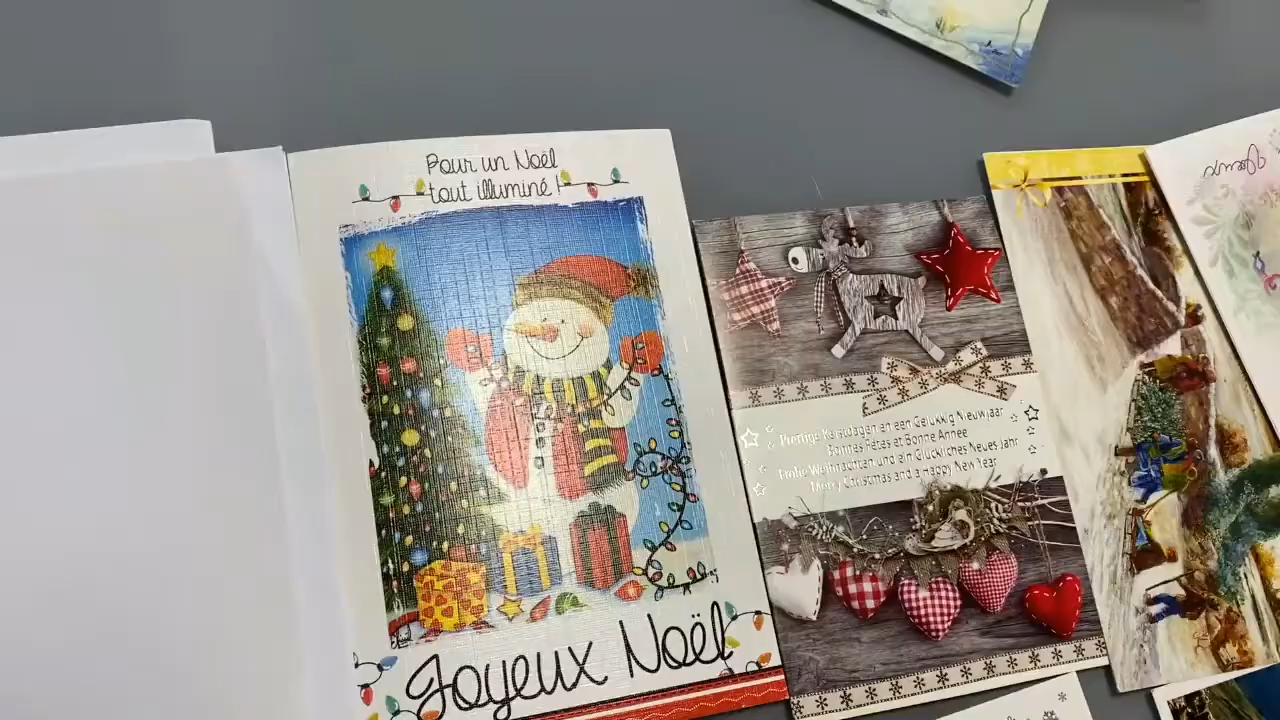 Pour un Noël
tout illuminé !
Joyeux Noël
Prettige Kerstdagen en een Gelukkig Nieuwjaar
Bonnes Fêtes et Bonne Année
Frohe Weihnachten und ein Glückliches Neues Jahr
Merry Christmas and a Happy New Year
Joyeux